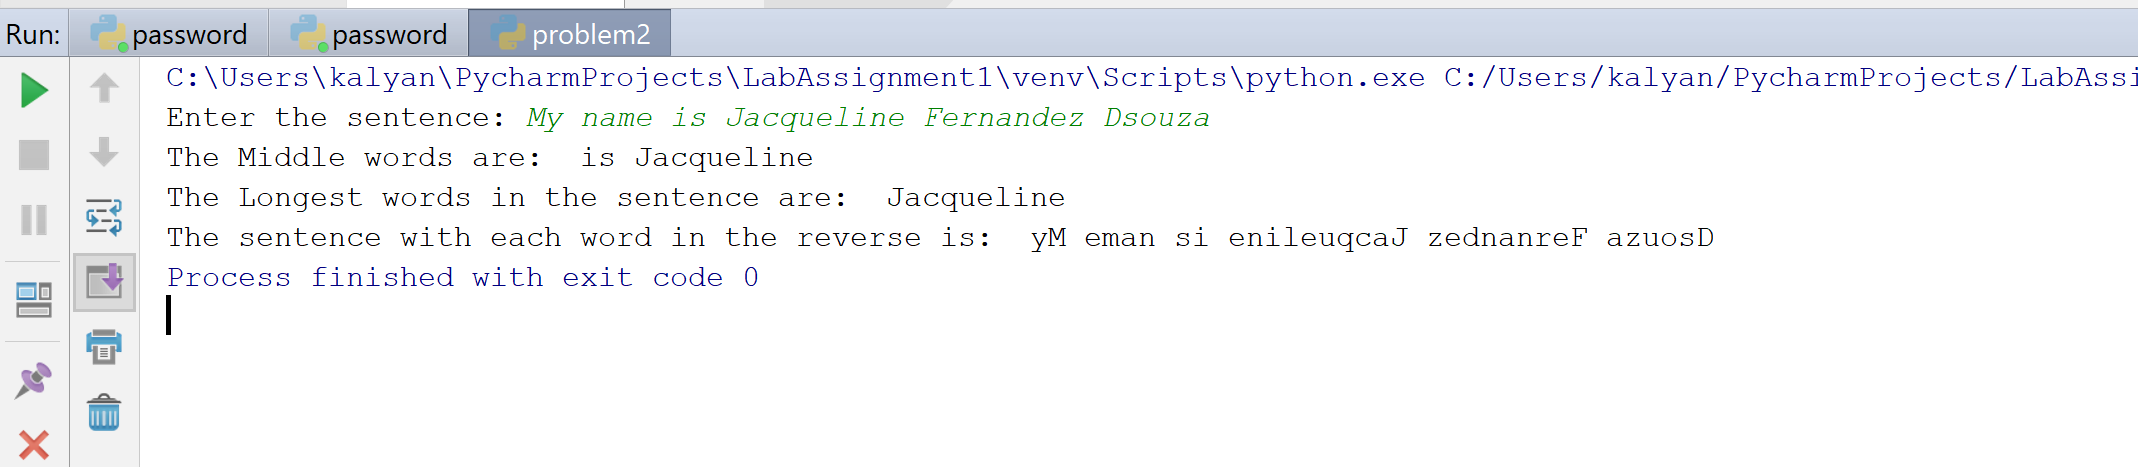 Run: password password problem2
C:\Users\kalyan\PycharmProjects\LabAssignment1\venv\Scripts\python.exe C:/Users/kalyan/PycharmProjects/LabAssi
Enter the sentence: My name is Jacqueline Fernandez Dsouza
The Middle words are:  is Jacqueline
The Longest words in the sentence are:  Jacqueline
The sentence with each word in the reverse is:  yM eman si enileuqcaJ zednanreF azuosD
Process finished with exit code 0